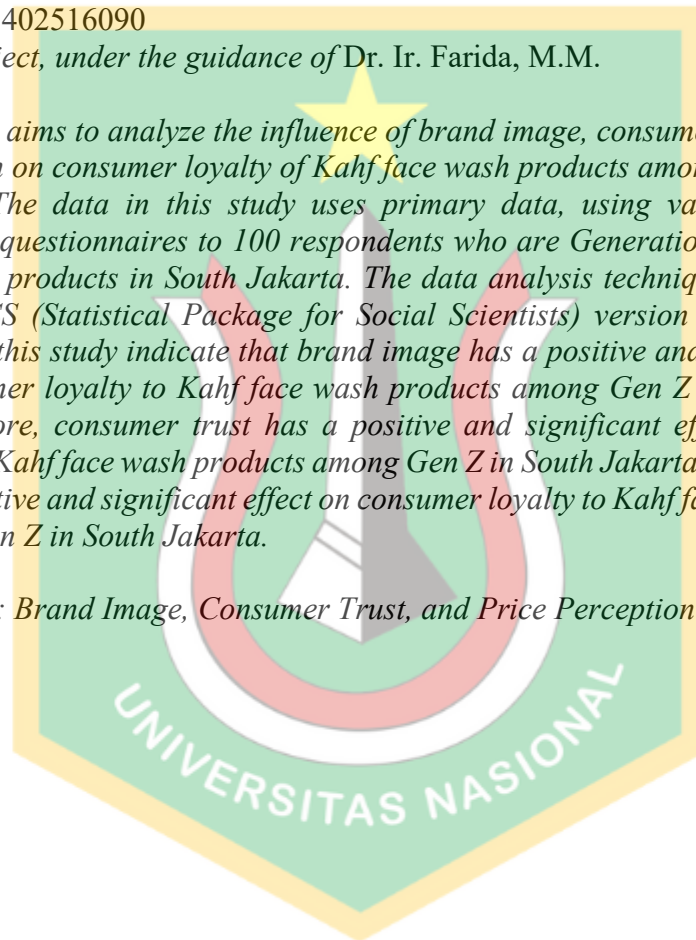 402516090
ject, under the guidance of Dr. Ir. Farida, M.M.
aims to analyze the influence of brand image, consume
n on consumer loyalty of Kahf face wash products amon
The data in this study uses primary data, using va
questionnaires to 100 respondents who are Generatio
products in South Jakarta. The data analysis techniq
SS (Statistical Package for Social Scientists) version
this study indicate that brand image has a positive and
ner loyalty to Kahf face wash products among Gen Z
ore, consumer trust has a positive and significant eff
Kahf face wash products among Gen Z in South Jakarta
tive and significant effect on consumer loyalty to Kahf fa
n Z in South Jakarta.
: Brand Image, Consumer Trust, and Price Perception
UNIVERSITAS NASIONAL